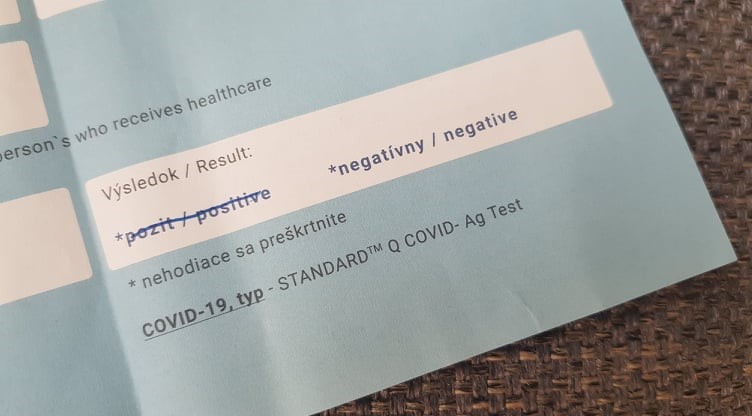 person`s who receives healthcare
Výsledok / Result:
*pozit / positive *negatívny / negative
* nehodiace sa preškrtnite
COVID-19, typ - STANDARD™ Q COVID- Ag Test